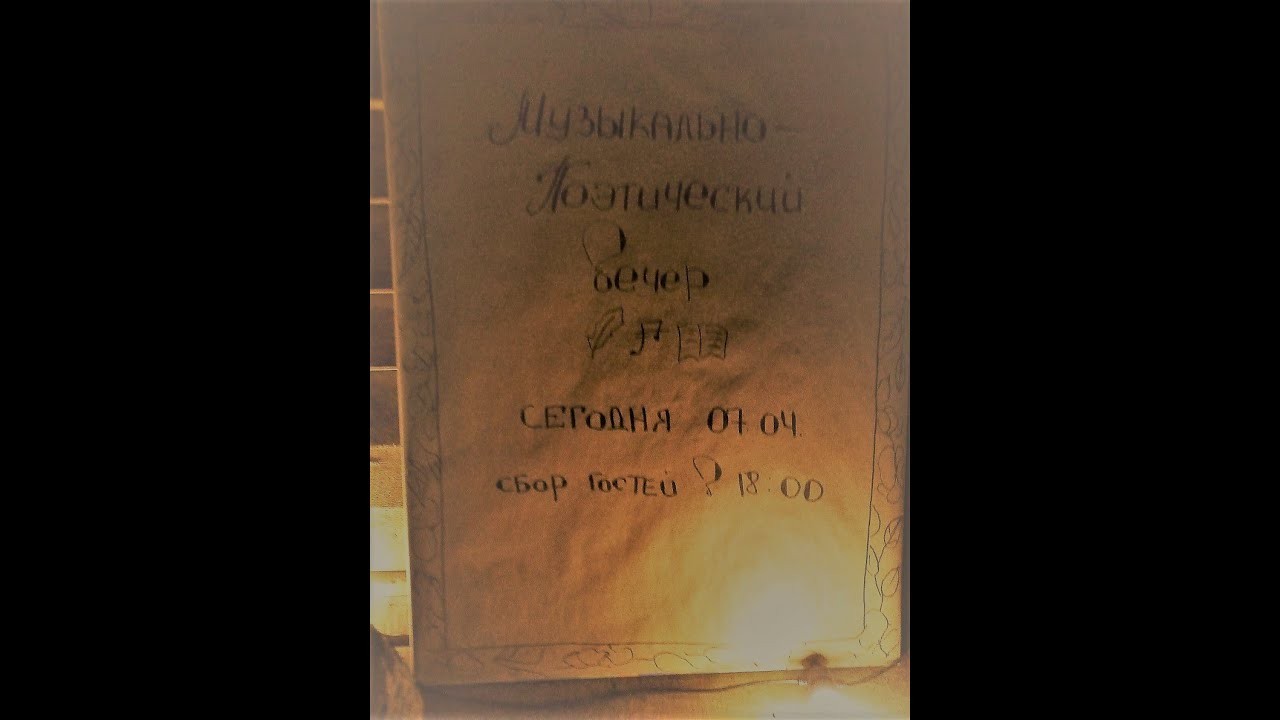 Музыкально-
Поэтический
Вечер
СЕГОДНЯ 07.04.
СБОР ГОСТЕЙ В 18:00